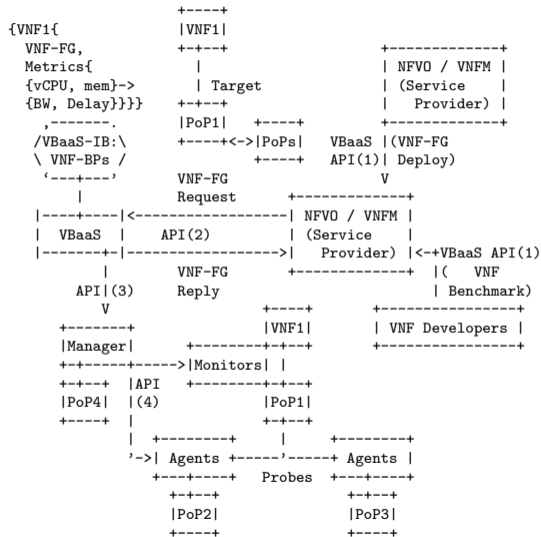 +----+
{VNF1{            |VNF1|
  VNF-FG,         +-+--+                +--------------+
  Metrics{          |                   | NFVO / VNFM |
  {vCPU, mem}->     | Target            | (Service     |
  {BW, Delay}}}}  +-+--+                |   Provider) |
   ,-------.      |PoP1|    +----+      +--------------+
  /VBaaS-IB:\     +----+<->|PoPs|   VBaaS |(VNF-FG
  \ VNF-BPs /               +----+   API(1)| Deploy)
   ‘---+---’      VNF-FG                   V
       |          Request     +-------------+
  |----+----|<------------------| NFVO / VNFM |
  |  VBaaS  |    API(2)       | (Service    |
  |-------+-|------------------>|   Provider) |<-+VBaaS API(1)
          |       VNF-FG      +-------------+  |(   VNF
       API|(3)    Reply                        | Benchmark)
          V                 +----+      +----------------+
     +-------+              |VNF1|      | VNF Developers |
     |Manager|      +---------+-+--+    +----------------+
     +-+-----+----->|Monitors| |
     +-+--+  |API   +---------+-+--+
     |PoP4|  |(4)           |PoP1|
     +----+  |              +-+--+
             |   +--------+     |     +--------+
             ’->| Agents +-----’-----+ Agents |
                 +---+----+   Probes  +---+----+
                   +-+--+               +-+--+
                   |PoP2|               |PoP3|
                   +----+               +----+